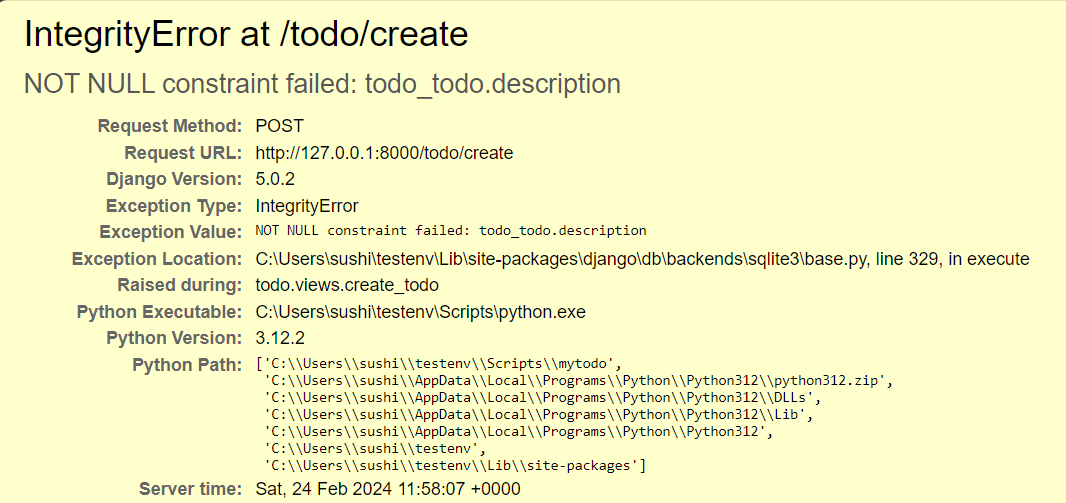 IntegrityError at /todo/create
NOT NULL constraint failed: todo_todo.description
Request Method: POST
Request URL: http://127.0.0.1:8000/todo/create
Django Version: 5.0.2
Exception Type: IntegrityError
Exception Value: NOT NULL constraint failed: todo_todo.description
Exception Location: C:\Users\sushi\testenv\Lib\site-packages\django\db\backends\sqlite3\base.py, line 329, in execute
Raised during: todo.views.create_todo
Python Executable: C:\Users\sushi\testenv\Scripts\python.exe
Python Version: 3.12.2
Python Path: ['C:\\Users\\sushi\\testenv\\Scripts\\mytodo',
'C:\\Users\\sushi\\AppData\\Local\\Programs\\Python\\Python312\\python312.zip',
'C:\\Users\\sushi\\AppData\\Local\\Programs\\Python\\Python312\\DLLs',
'C:\\Users\\sushi\\AppData\\Local\\Programs\\Python\\Python312\\Lib',
'C:\\Users\\sushi\\AppData\\Local\\Programs\\Python\\Python312',
'C:\\Users\\sushi\\testenv',
'C:\\Users\\sushi\\testenv\\Lib\\site-packages']
Server time: Sat, 24 Feb 2024 11:58:07 +0000